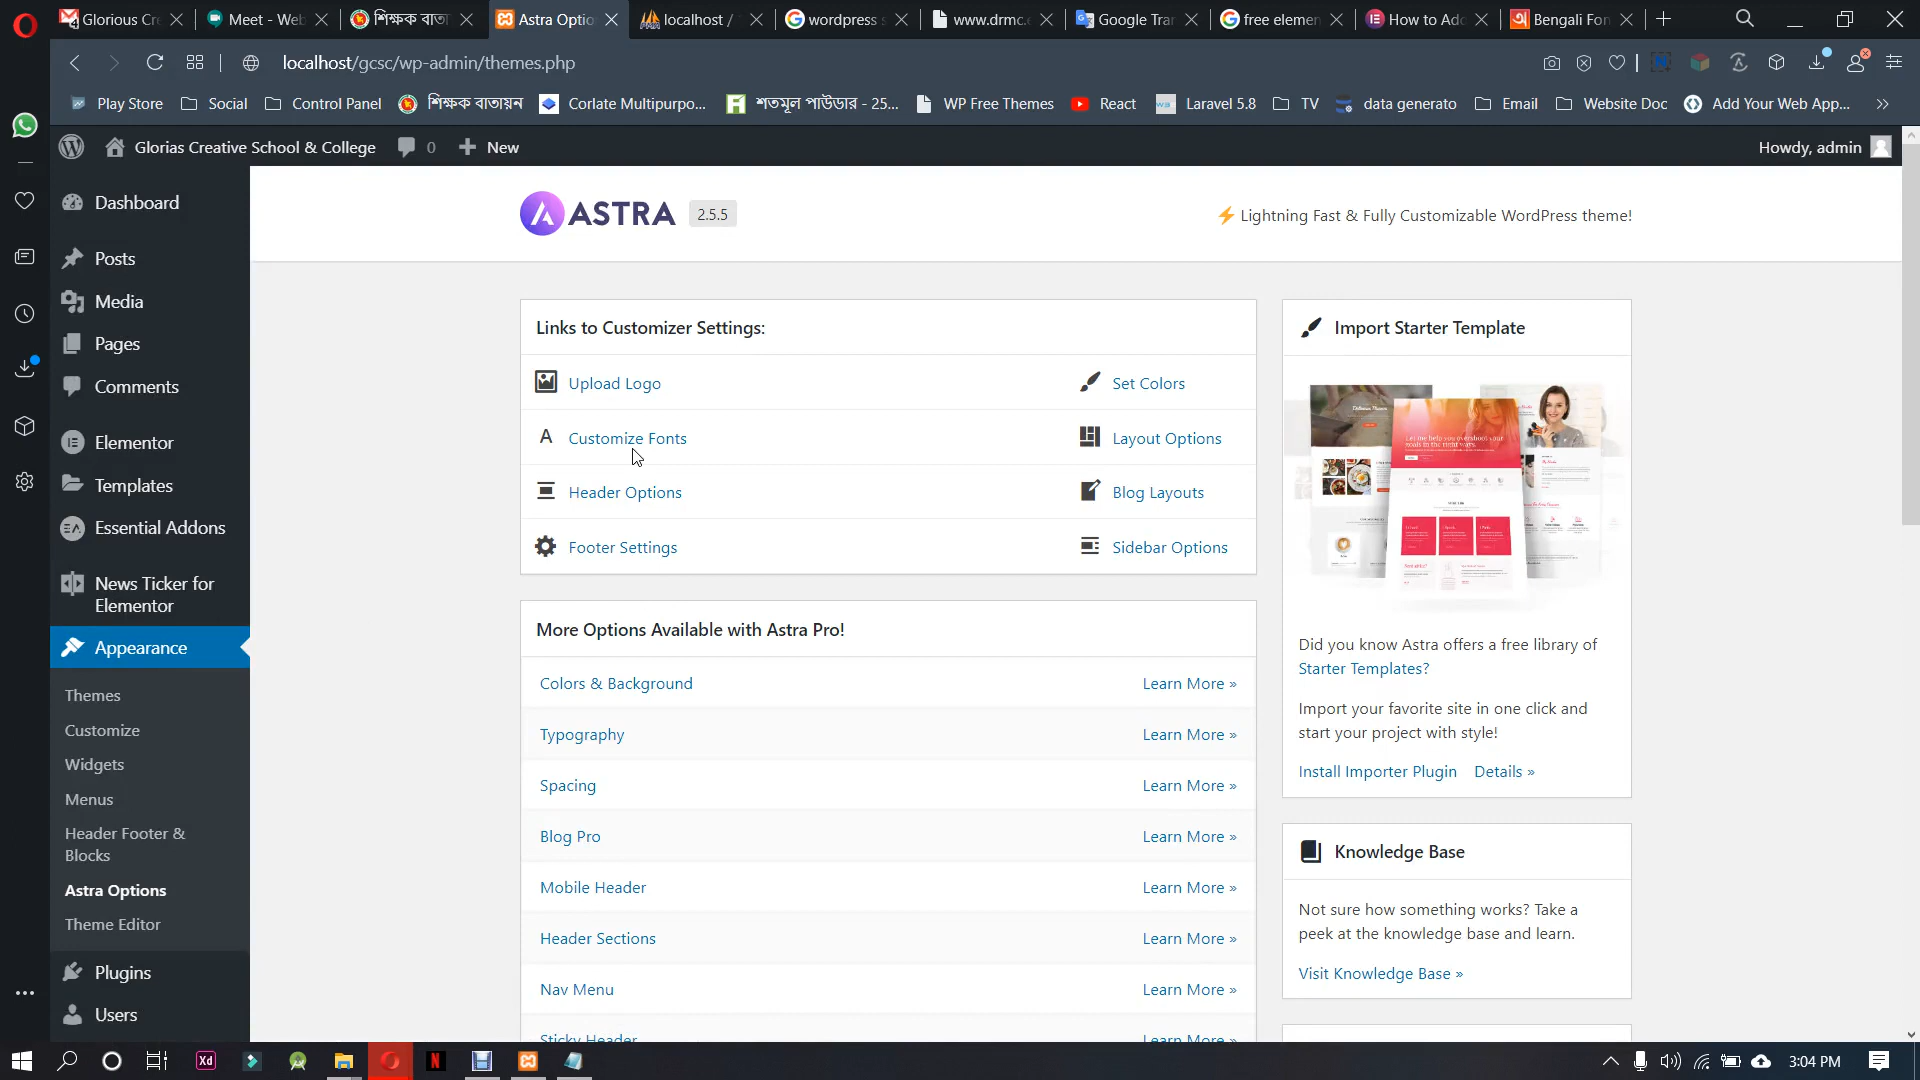 Glorious Cr
Meet - Web
শিক্ষক বাতা
Astra Optio
localhost /
wordpress s
www.drmc.c
Google Tran
free elemen
How to Add
Bengali Fon
localhost/gcsc/wp-admin/themes.php
Play Store
Social
Control Panel
শিক্ষক বাতায়ন
Corlate Multipurpo...
শতমূল পাউডার - 25...
WP Free Themes
React
Laravel 5.8
TV
data generato
Email
Website Doc
Add Your Web App...
Glorias Creative School & College
0
New
Howdy, admin
Dashboard
Posts
Media
Pages
Comments
Elementor
Templates
Essential Addons
News Ticker for
Elementor
Appearance
Themes
Customize
Widgets
Menus
Header Footer &
Blocks
Astra Options
Theme Editor
Plugins
Users
ASTRA 2.5.5
⚡ Lightning Fast & Fully Customizable WordPress theme!
Links to Customizer Settings:
Upload Logo
Set Colors
Customize Fonts
Layout Options
Header Options
Blog Layouts
Footer Settings
Sidebar Options
More Options Available with Astra Pro!
Colors & Background Learn More »
Typography Learn More »
Spacing Learn More »
Blog Pro Learn More »
Mobile Header Learn More »
Header Sections Learn More »
Nav Menu Learn More »
Sticky Header Learn More »
Import Starter Template
Did you know Astra offers a free library of
Starter Templates?
Import your favorite site in one click and
start your project with style!
Install Importer Plugin Details »
Knowledge Base
Not sure how something works? Take a
peek at the knowledge base and learn.
Visit Knowledge Base »
3:04 PM